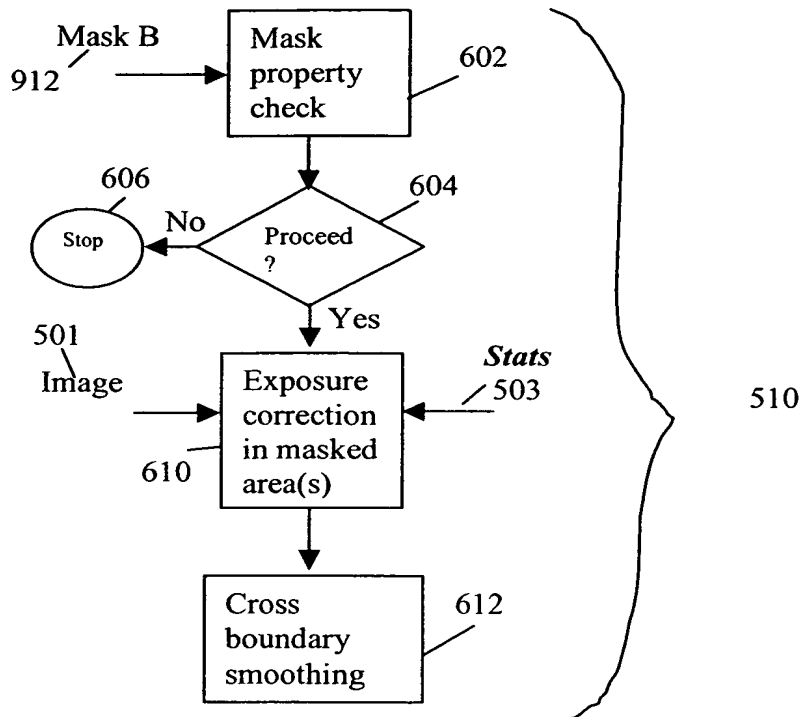 Mask B
912
Mask
property
check
602
606
604
Stop
No
Proceed
?
Yes
501
Image
Stats
503
Exposure
correction
in masked
area(s)
610
510
Cross
boundary
smoothing
612